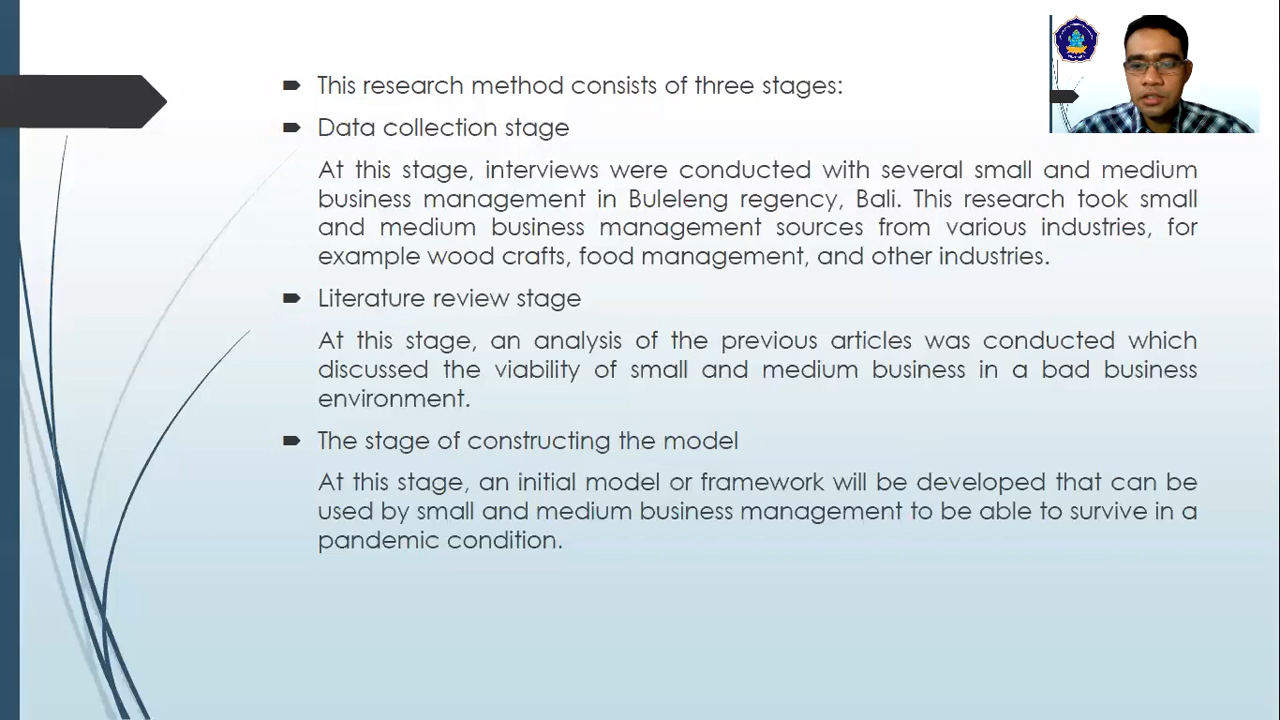 This research method consists of three stages:
Data collection stage
At this stage, interviews were conducted with several small and medium
business management in Buleleng regency, Bali. This research took small
and medium business management sources from various industries, for
example wood crafts, food management, and other industries.
Literature review stage
At this stage, an analysis of the previous articles was conducted which
discussed the viability of small and medium business in a bad business
environment.
The stage of constructing the model
At this stage, an initial model or framework will be developed that can be
used by small and medium business management to be able to survive in a
pandemic condition.